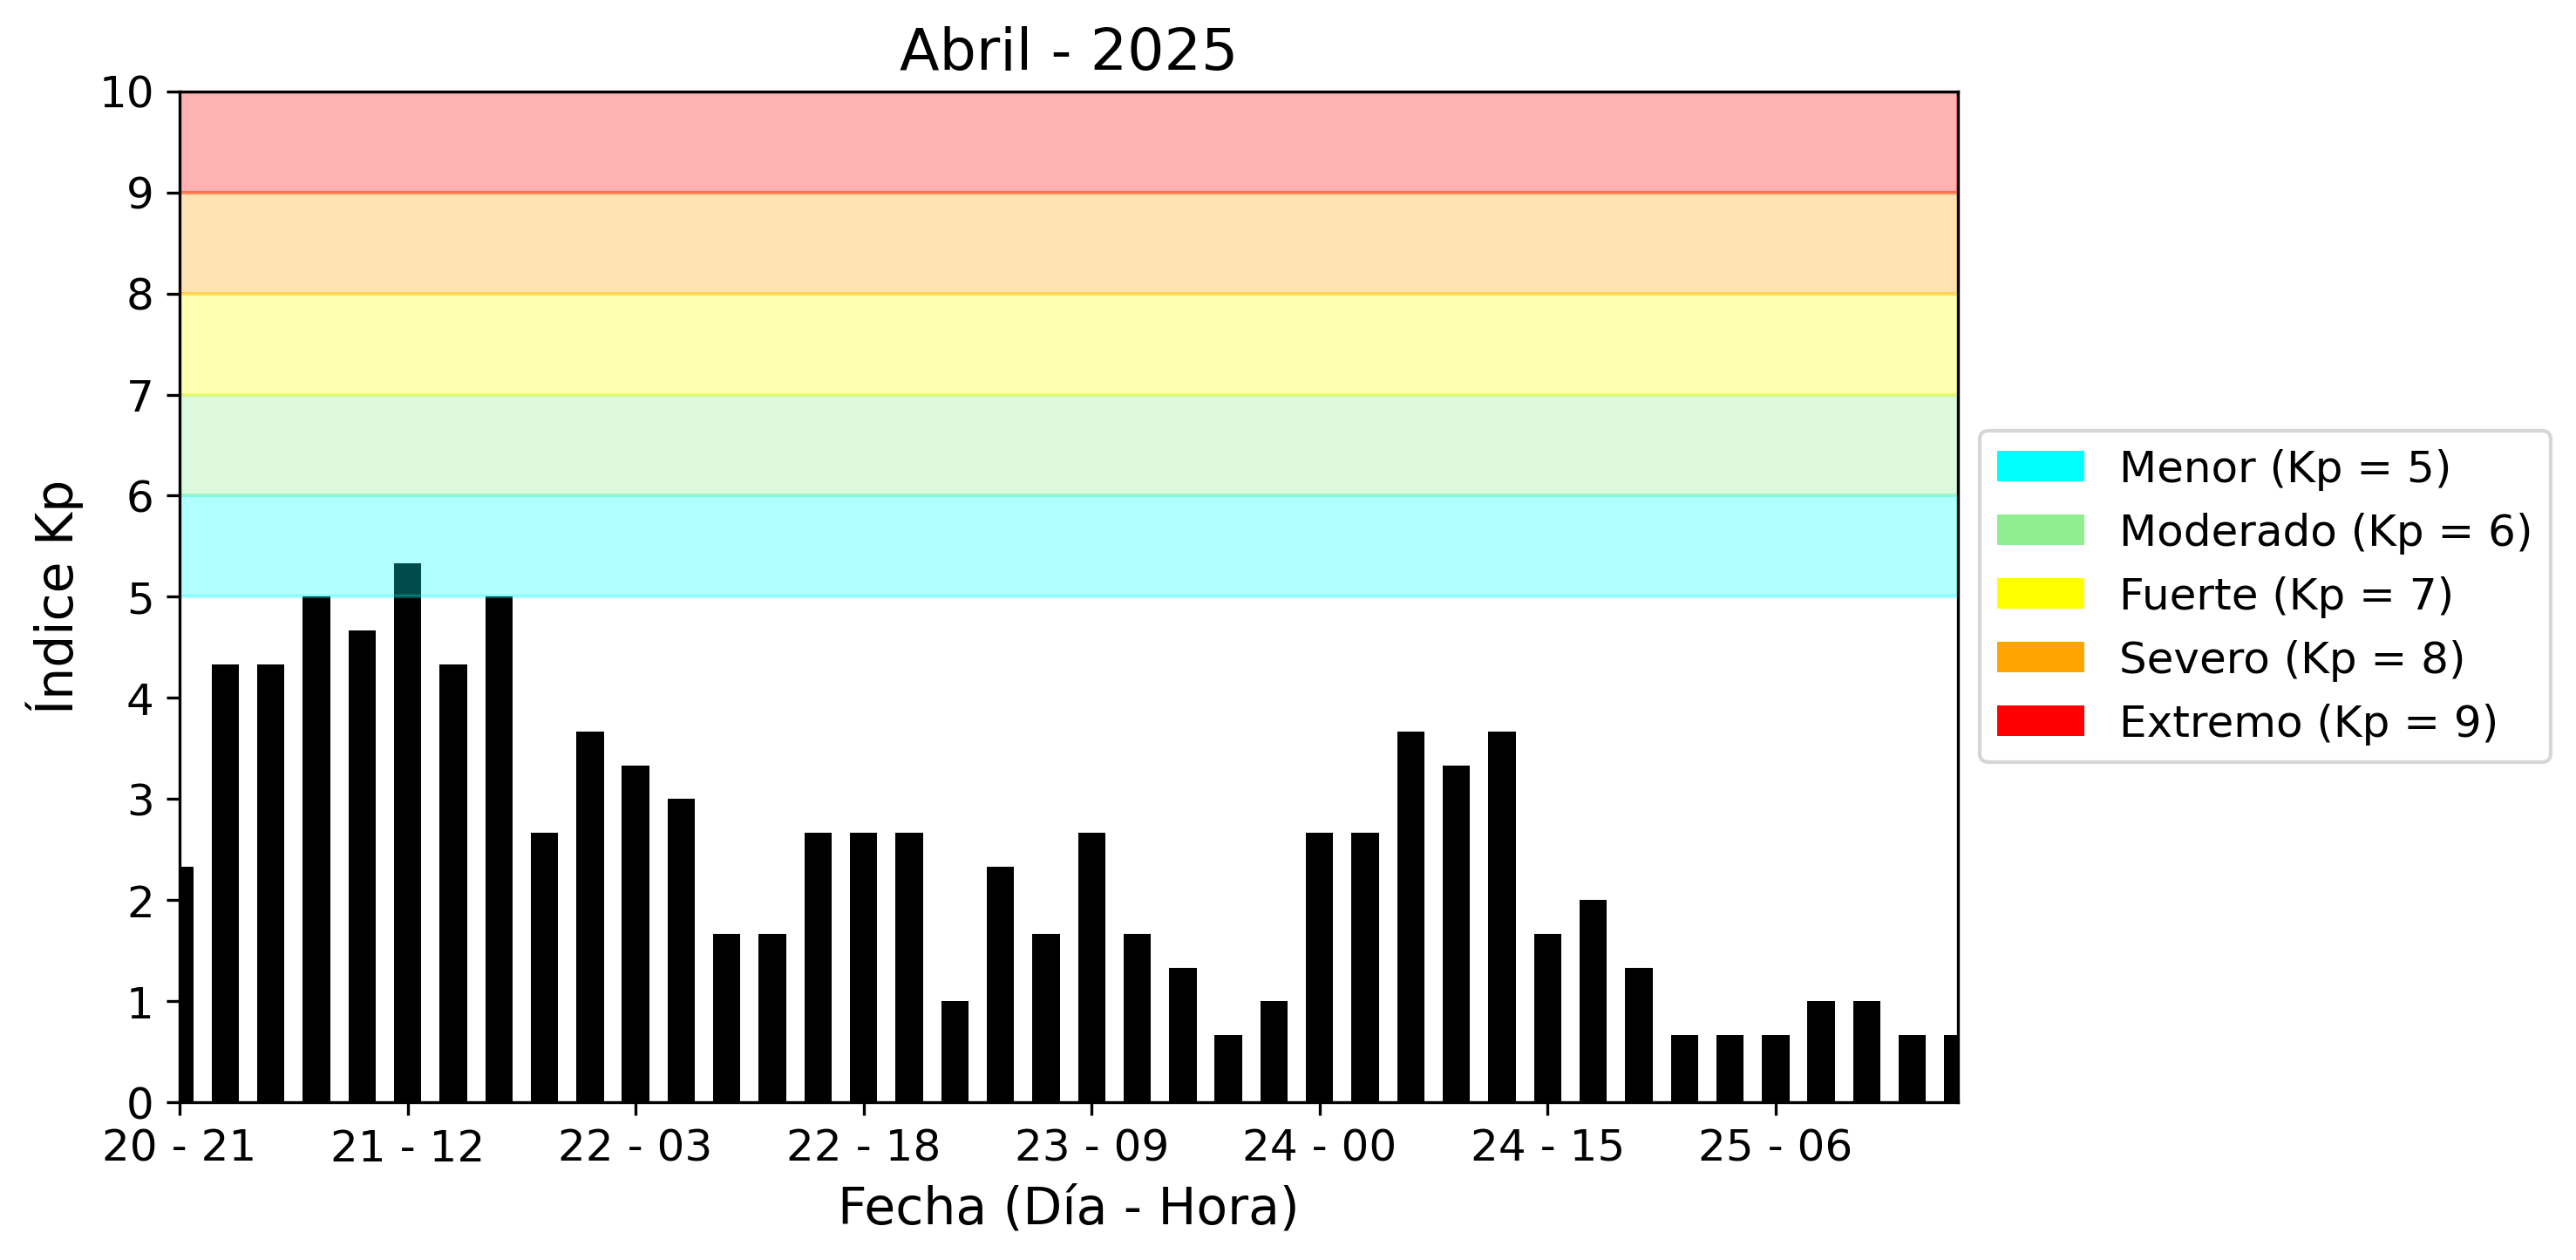 Abril - 2025
10
9
8
7
6
5
4
3
2
1
0
Índice Kp
20 - 21
21 - 12
22 - 03
22 - 18
23 - 09
24 - 00
24 - 15
25 - 06
Fecha (Día - Hora)
Menor (Kp = 5)
Moderado (Kp = 6)
Fuerte (Kp = 7)
Severo (Kp = 8)
Extremo (Kp = 9)